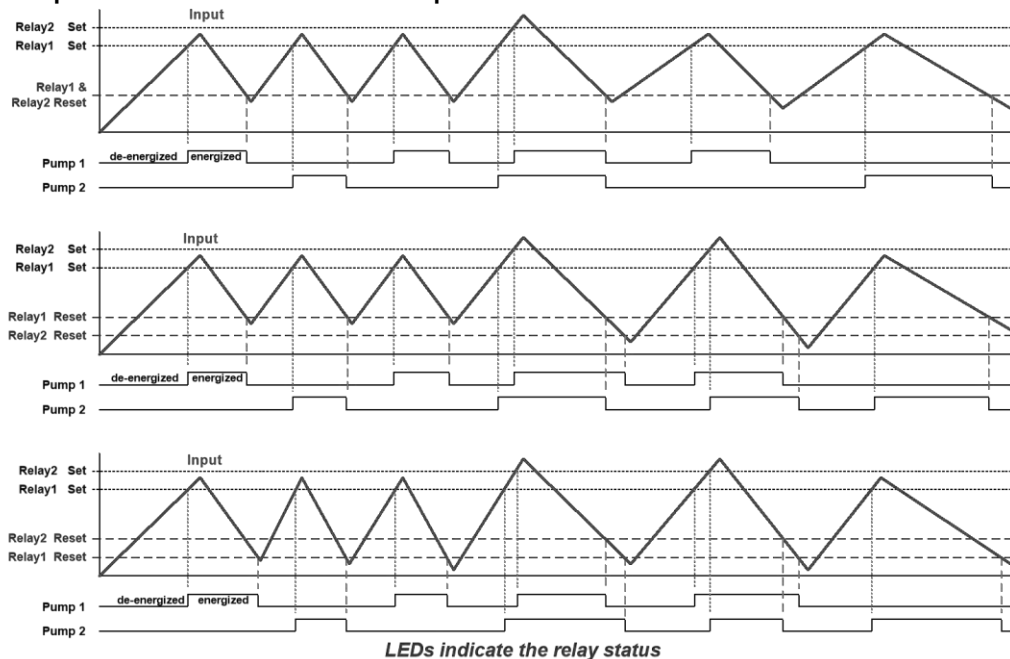 Input
Relay2 Set
Relay1 Set
Relay1 &
Relay2 Reset
de-energized energized
Pump 1
Pump 2
Input
Relay2 Set
Relay1 Set
Relay1 Reset
Relay2 Reset
de-energized energized
Pump 1
Pump 2
Input
Relay2 Set
Relay1 Set
Relay2 Reset
Relay1 Reset
de-energized energized
Pump 1
Pump 2
LEDs indicate the relay status